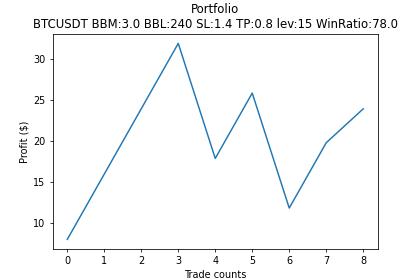 Portfolio
BTCUSDT BBM:3.0 BBL:240 SL:1.4 TP:0.8 lev:15 WinRatio:78.0
Profit ($)
30
25
20
15
10
0 1 2 3 4 5 6 7 8
Trade counts